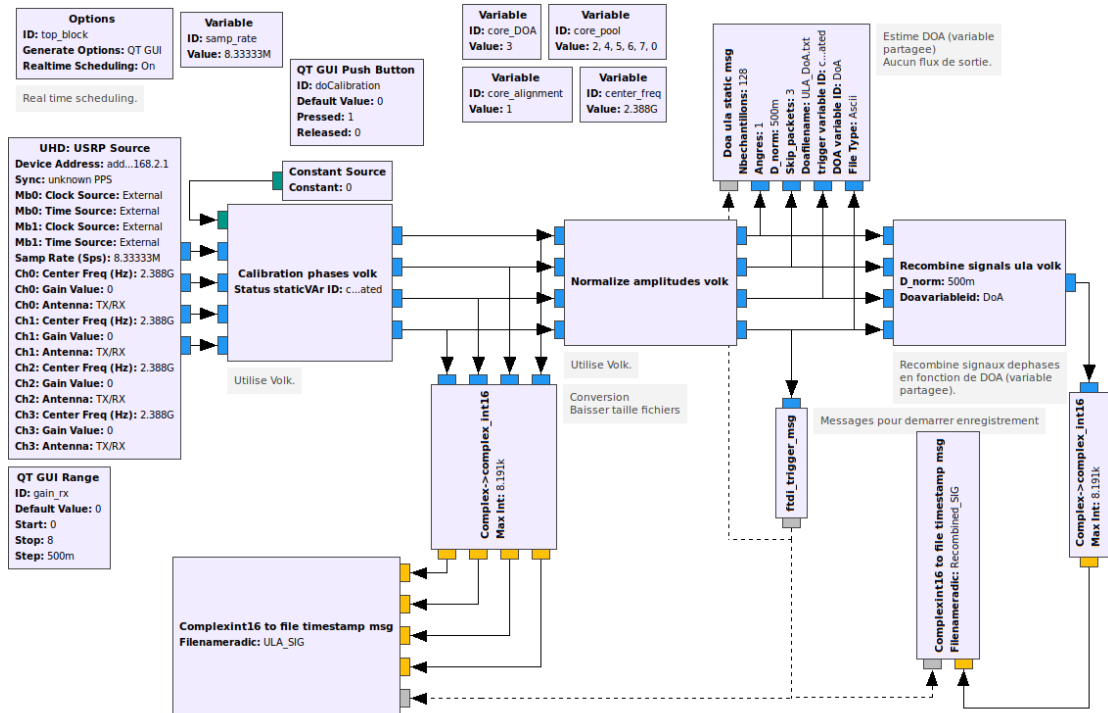 Options
ID: top_block
Generate Options: QT GUI
Realtime Scheduling: On
Real time scheduling.
Variable
ID: samp_rate
Value: 8.33333M
QT GUI Push Button
ID: doCalibration
Default Value: 0
Pressed: 1
Released: 0
Variable
ID: core_DOA
Value: 3
Variable
ID: core_pool
Value: 2, 4, 5, 6, 7, 0
Variable
ID: core_alignment
Value: 1
Variable
ID: center_freq
Value: 2.388G
Doa ula static msg
Nbechantillons: 128
Angres: 1
D_norm: 500m
Skip_packets: 3
Doafilename: ULA_DoA.txt
trigger variable ID: c...ated
DOA variable ID: DoA
File Type: Ascii
Estime DOA (variable
partagee)
Aucun flux de sortie.
UHD: USRP Source
Device Address: add...168.2.1
Sync: unknown PPS
Mb0: Clock Source: External
Mb0: Time Source: External
Mb1: Clock Source: External
Mb1: Time Source: External
Samp Rate (Sps): 8.33333M
Ch0: Center Freq (Hz): 2.388G
Ch0: Gain Value: 0
Ch0: Antenna: TX/RX
Ch1: Center Freq (Hz): 2.388G
Ch1: Gain Value: 0
Ch1: Antenna: TX/RX
Ch2: Center Freq (Hz): 2.388G
Ch2: Gain Value: 0
Ch2: Antenna: TX/RX
Ch3: Center Freq (Hz): 2.388G
Ch3: Gain Value: 0
Ch3: Antenna: TX/RX
Constant Source
Constant: 0
Calibration phases volk
Status staticVAr ID: c...ated
Utilise Volk.
Normalize amplitudes volk
Utilise Volk.
Recombine signals ula volk
D_norm: 500m
Doavariableid: DoA
Recombine signaux dephases
en fonction de DOA (variable
partagee).
Conversion
Baisser taille fichiers
Complex->complex_int16
Max Int: 8.191k
ftdi_trigger_msg
Messages pour demarrer enregistrement
Complexint16 to file timestamp msg
Filenameradic: Recombined_SIG
Complex->complex_int16
Max Int: 8.191k
QT GUI Range
ID: gain_rx
Default Value: 0
Start: 0
Stop: 8
Step: 500m
Complexint16 to file timestamp msg
Filenameradic: ULA_SIG